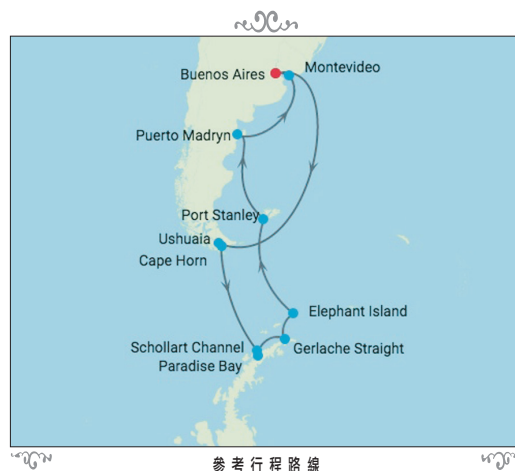 Montevideo
Buenos Aires
Puerto Madryn
Port Stanley
Ushuaia
Cape Horn
Elephant Island
Schollart Channel
Gerlache Straight
Paradise Bay
參考行程路線